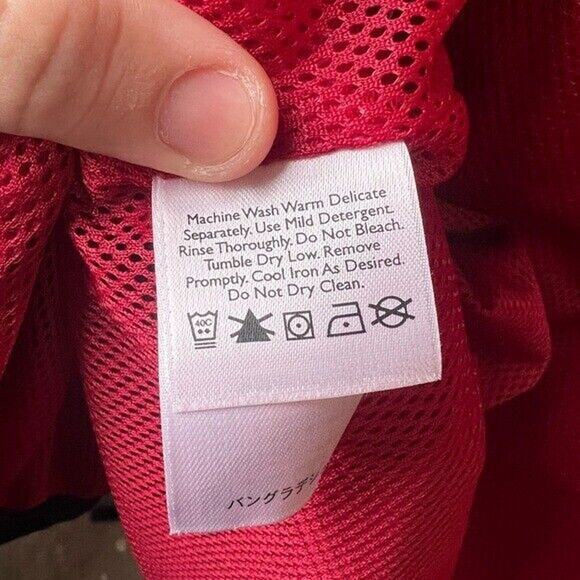 Machine Wash Warm Delicate
Separately. Use Mild Detergent.
Rinse Thoroughly. Do Not Bleach.
Tumble Dry Low. Remove
Promptly. Cool Iron As Desired.
Do Not Dry Clean.
40C
バングラデシ